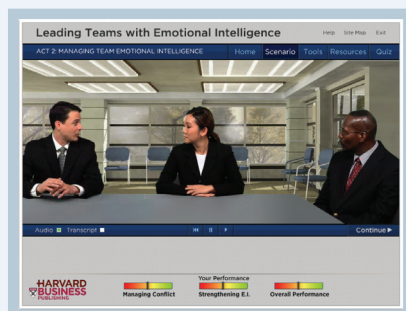 Leading Teams with Emotional Intelligence
Help Site Map Exit
ACT 2: MANAGING TEAM EMOTIONAL INTELLIGENCE
Home Scenario Tools Resources Quiz
Audio Transcript
Continue
HARVARD
BUSINESS
PUBLISHING
Your Performance
Managing Conflict Strengthening E.I. Overall Performance